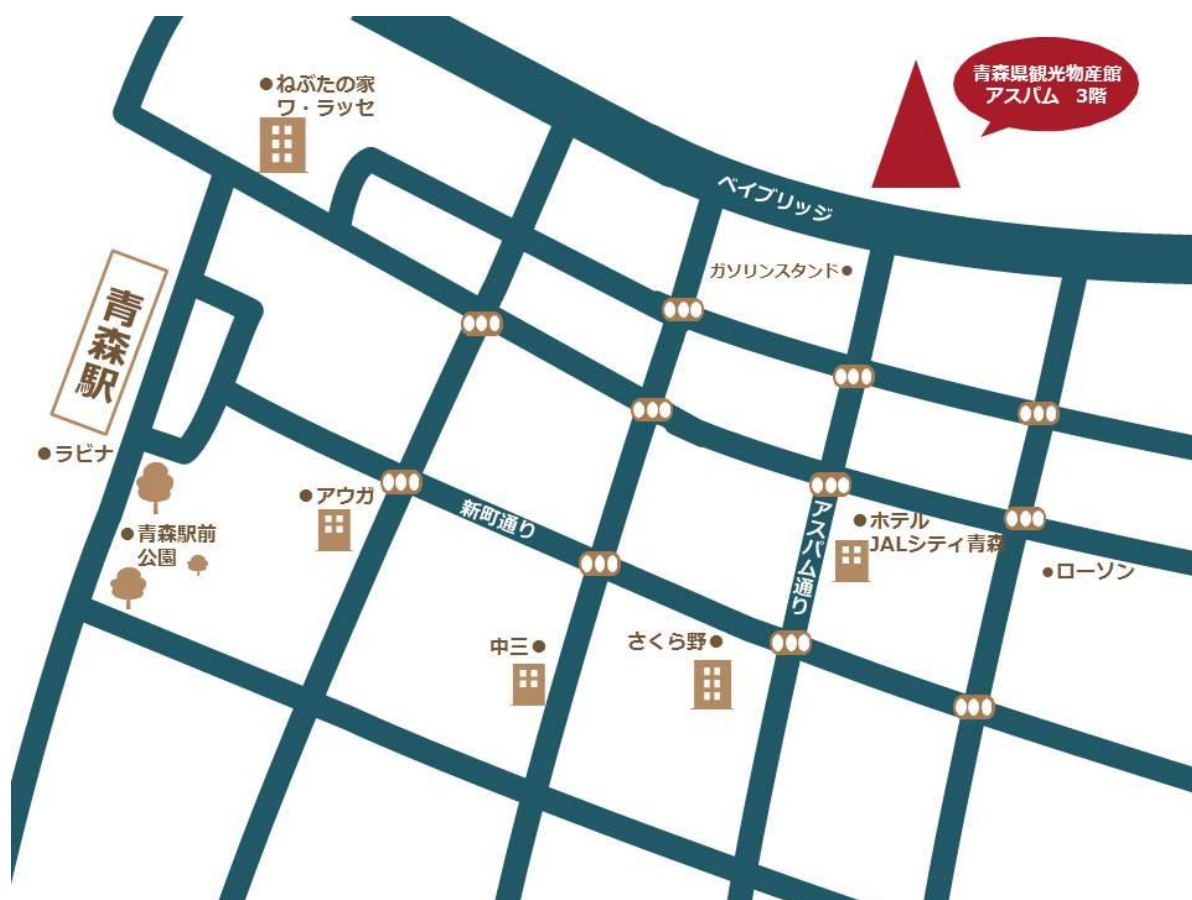 青森県観光物産館
アスパム 3階
ねぶたの家
ワ・ラッセ
ベイブリッジ
ガソリンスタンド
青森駅
ラビナ
アウガ
新町通り
アスパム通り
ホテル
JALシティ青森
青森駅前
公園
ローソン
中三
さくら野